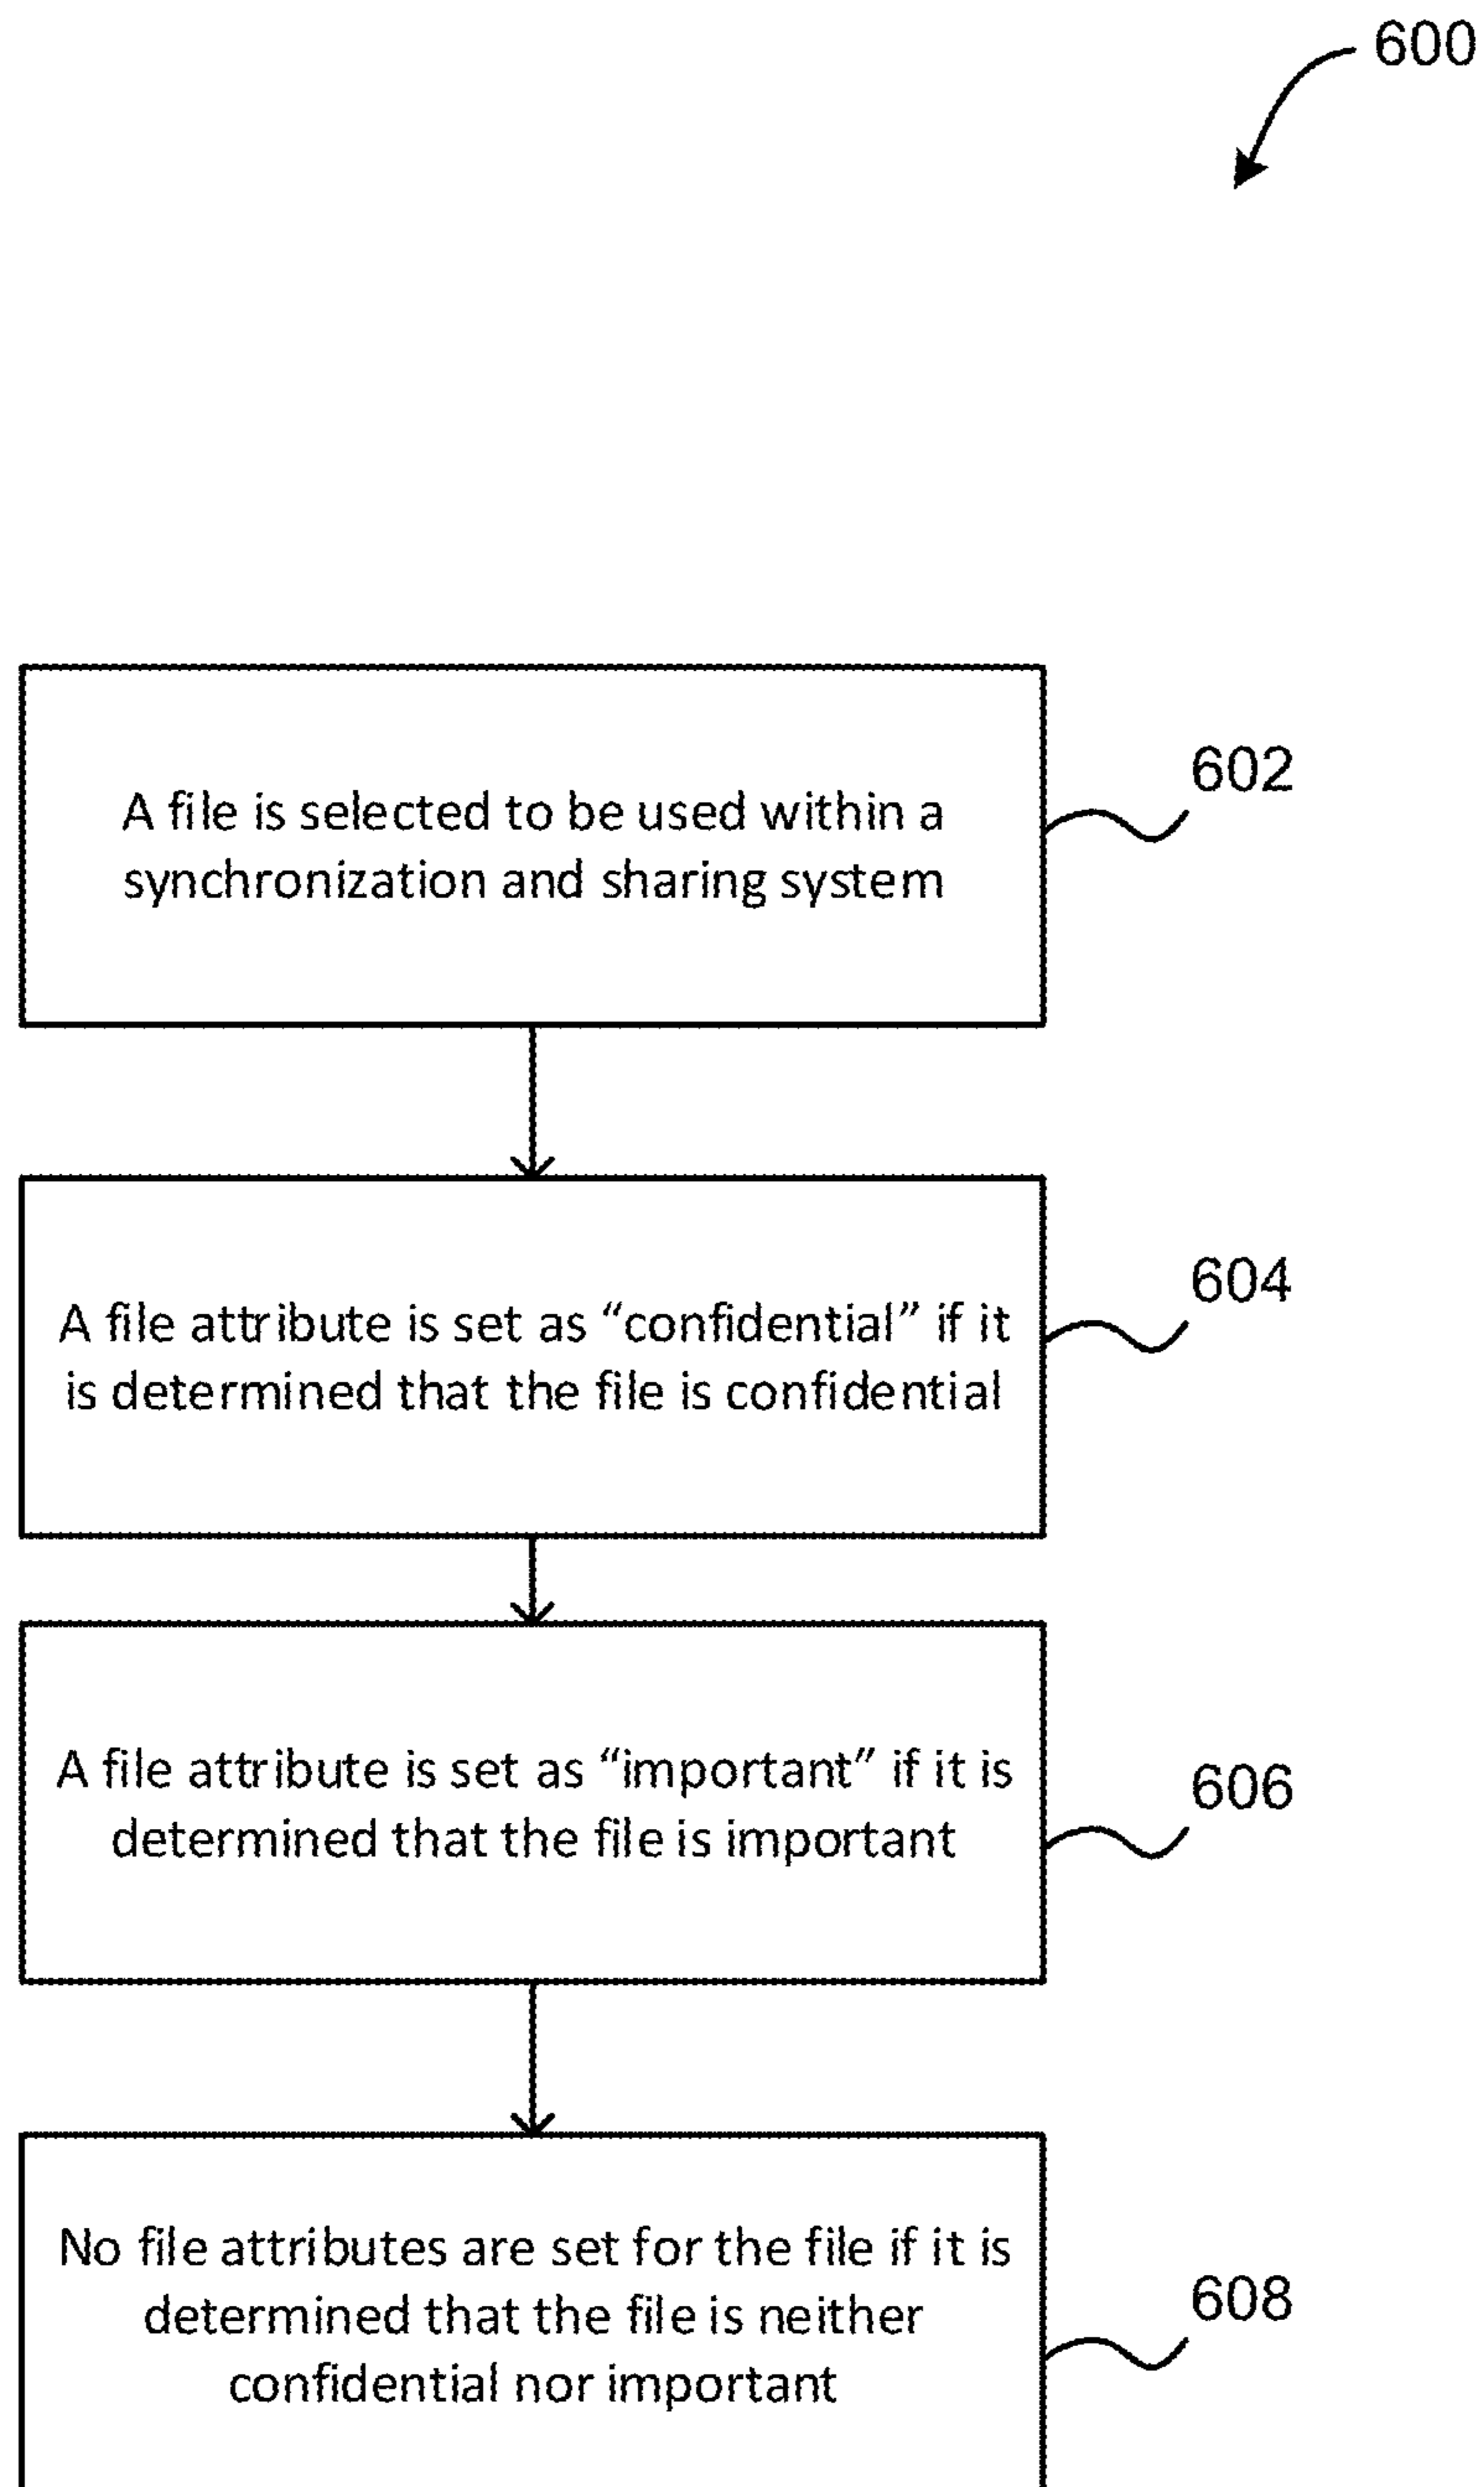 600
A file is selected to be used within a
synchronization and sharing system
602
A file attribute is set as “confidential” if it
is determined that the file is confidential
604
A file attribute is set as “important” if it is
determined that the file is important
606
No file attributes are set for the file if it is
determined that the file is neither
confidential nor important
608